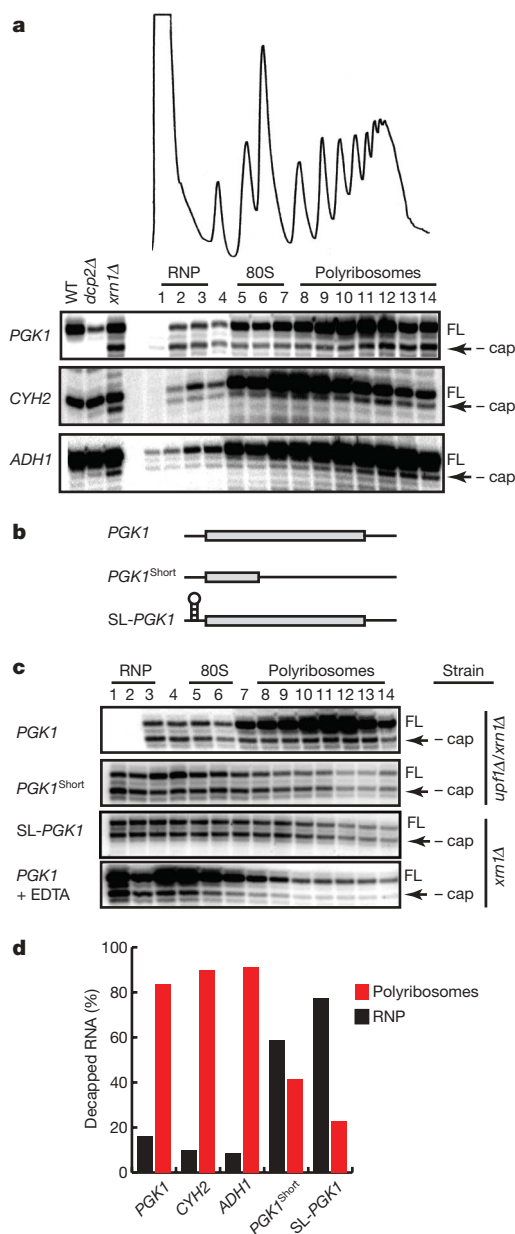 a
WT dcp2Δ xrn1Δ
RNP 80S Polyribosomes
1 2 3 4 5 6 7 8 9 10 11 12 13 14
PGK1 FL
– cap
CYH2 FL
– cap
ADH1 FL
– cap
b
PGK1
PGK1Short
SL-PGK1
c
RNP 80S Polyribosomes Strain
1 2 3 4 5 6 7 8 9 10 11 12 13 14
PGK1 FL
– cap
PGK1Short FL
– cap
upf1Δ/xrn1Δ
SL-PGK1 FL
– cap
PGK1
+ EDTA FL
– cap
xrn1Δ
d
Decapped RNA (%)
100
80
60
40
20
0
Polyribosomes
RNP
PGK1 CYH2 ADH1 PGK1Short SL-PGK1